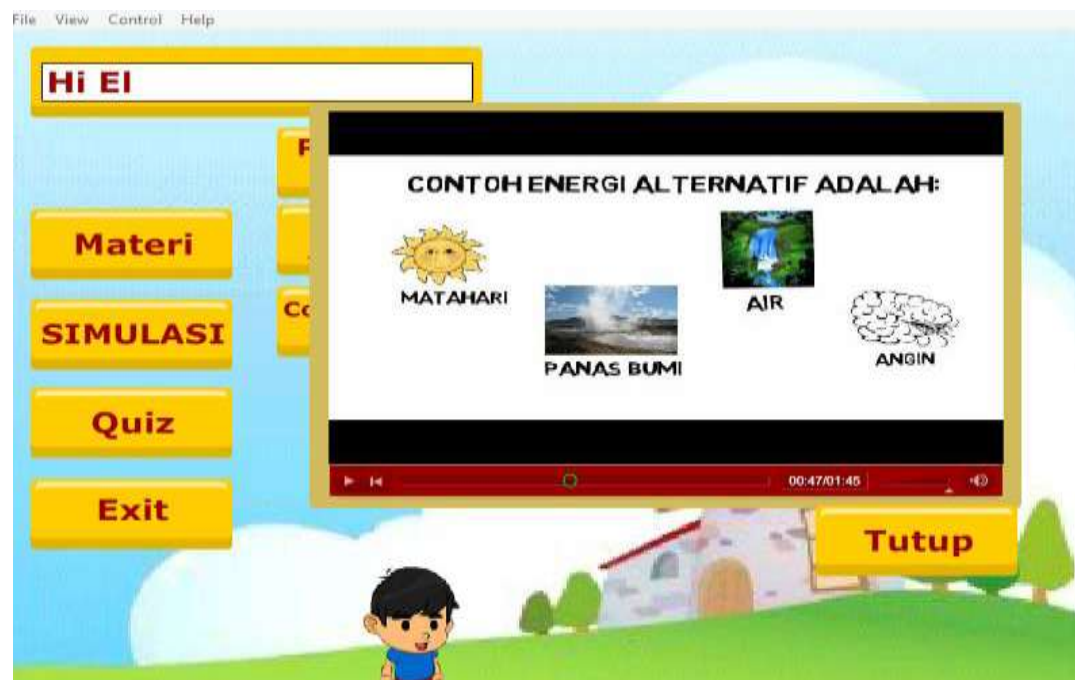 File View Control Help
Hi El
Materi
SIMULASI
Quiz
Exit
CONTOH ENERGI ALTERNATIF ADALAH:
MATAHARI
PANAS BUMI
AIR
ANGIN
00:47/01:45
Tutup